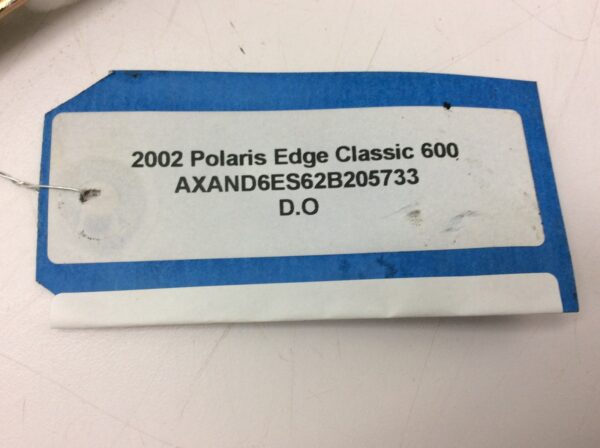 2002 Polaris Edge Classic 600
AXAND6ES62B205733
D.O